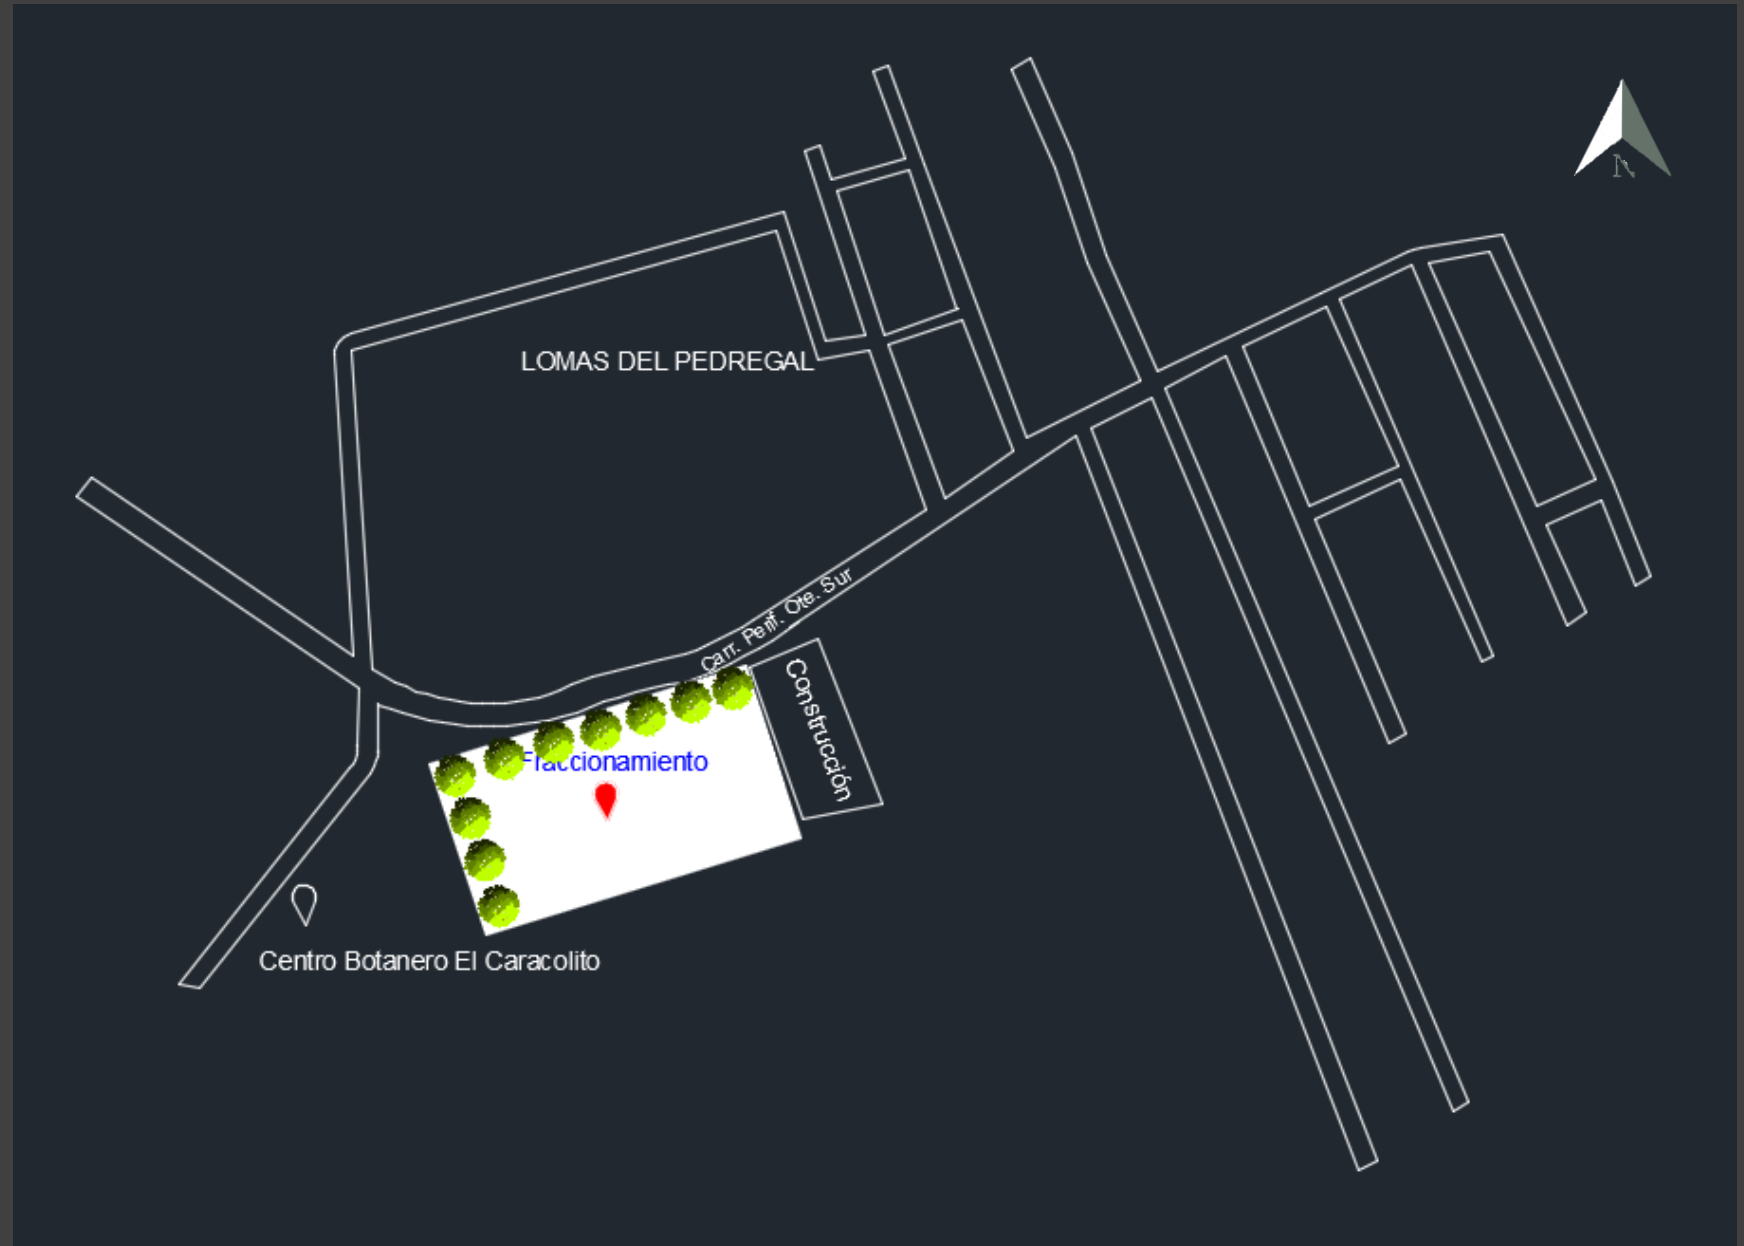 N
LOMAS DEL PEDREGAL
Carr. Perif. Ote. Sur
Construcción
Fraccionamiento
Centro Botanero El Caracolito